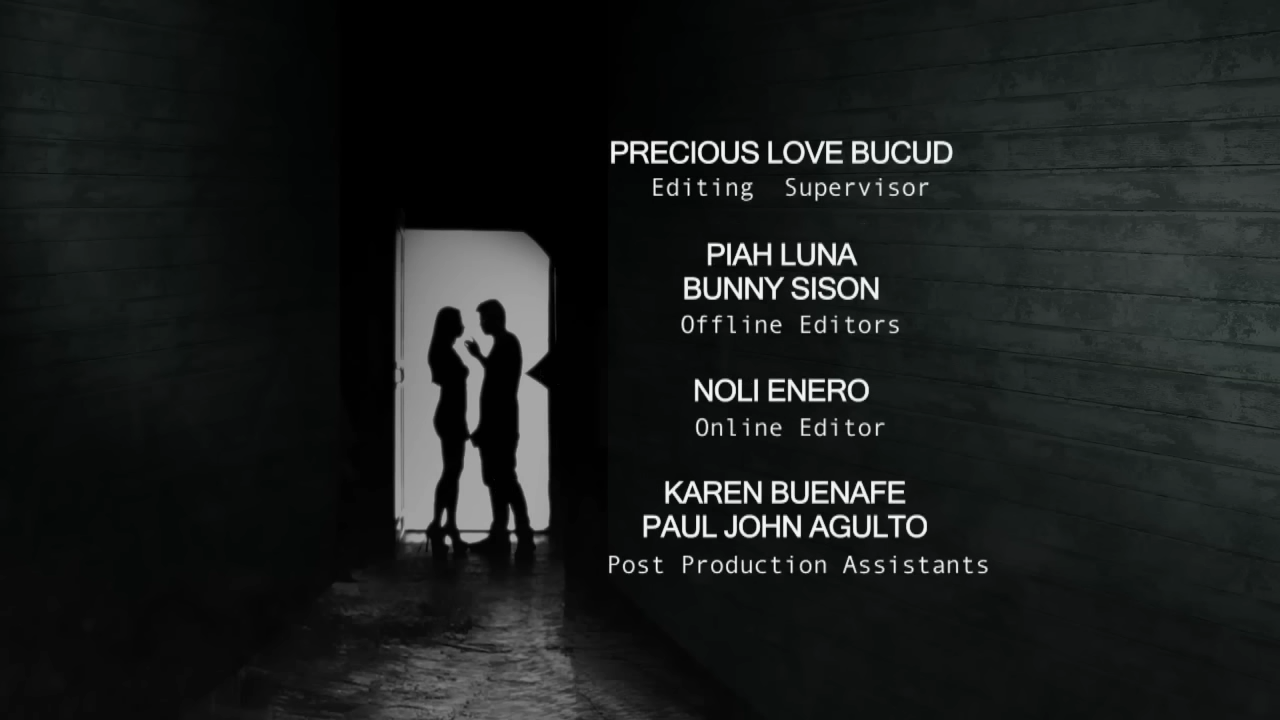 PRECIOUS LOVE BUCUD
Editing Supervisor
PIAH LUNA
BUNNY SISON
Offline Editors
NOLI ENERO
Online Editor
KAREN BUENAFE
PAUL JOHN AGULTO
Post Production Assistants